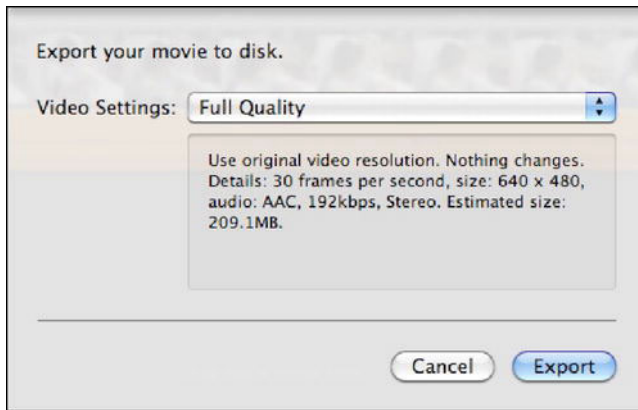 Export your movie to disk.
Video Settings: Full Quality
Use original video resolution. Nothing changes.
Details: 30 frames per second, size: 640 x 480,
audio: AAC, 192kbps, Stereo. Estimated size:
209.1MB.
Cancel Export